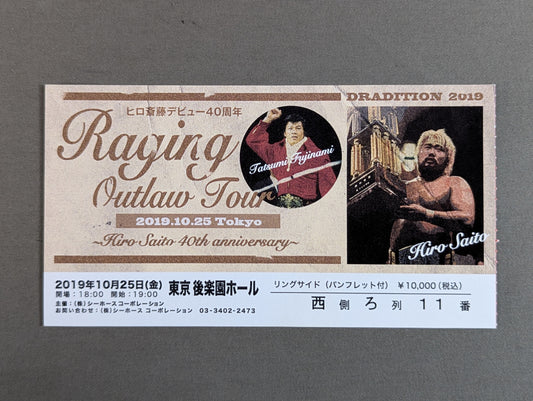 ヒロ斎藤デビュー40周年
DRADITION 2019
Raging
Outlaw Tour
Tatsumi Fujinami
2019.10.25 Tokyo
~Hiro Saito 40th anniversary~
Hiro Saito
2019年10月25日(金)
開場：18:00 開始：19:00
東京 後楽園ホール
主催：(株)シーホース コーポレーション
お問い合わせ：(株)シーホース コーポレーション 03-3402-2473
リングサイド (パンフレット付) ￥10,000(税込)
西 側 ろ 列 11 番